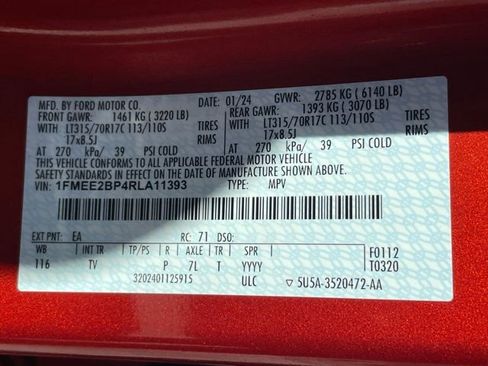 MFD. BY FORD MOTOR CO. DATE: 01/24 GVWR: 2785 KG ( 6140 LB)
FRONT GAWR: 1461 KG ( 3220 LB) REAR GAWR: 1393 KG ( 3070 LB)
WITH LT315/70R17C 113/110S TIRES WITH LT315/70R17C 113/110S TIRES
17x8.5J RIMS 17x8.5J RIMS
AT 270 kPa/ 39 PSI COLD AT 270 kPa/ 39 PSI COLD
THIS VEHICLE CONFORMS TO ALL APPLICABLE FEDERAL MOTOR VEHICLE
SAFETY STANDARDS IN EFFECT ON THE DATE OF MANUFACTURE SHOWN ABOVE.
VIN: 1FMEE2BP4RLA11393 TYPE: MPV
EXT PNT: EA RC: 71 DSO: F0112
WB INT TR TP/PS R AXLE TR SPR T0320
116 TV P 7L T YYYY
3202401125915 ULC 5U5A-3520472-AA